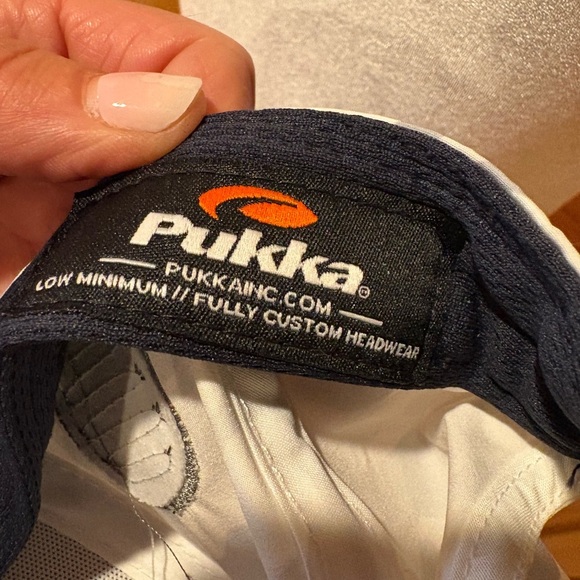 Pukka®
PUKKAINC.COM
LOW MINIMUM // FULLY CUSTOM HEADWEAR